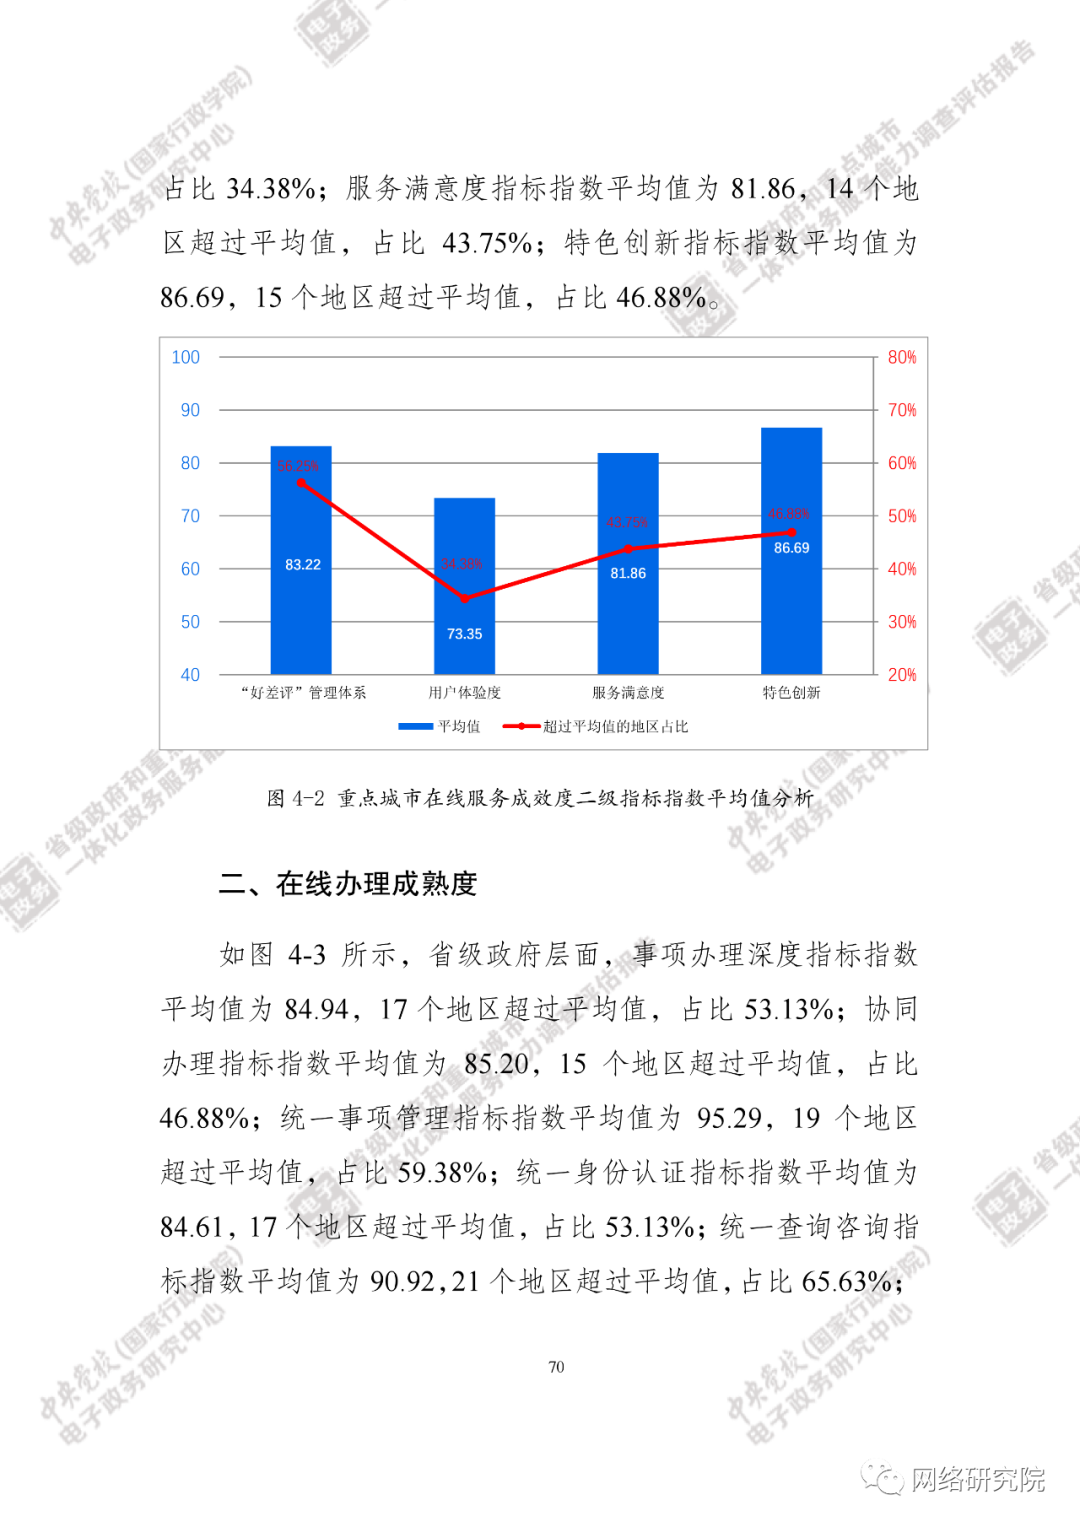 占比 34.38%；服务满意度指标指数平均值为 81.86，14 个地
区超过平均值，占比 43.75%；特色创新指标指数平均值为
86.69，15 个地区超过平均值，占比 46.88%。
100
90
80
70
60
50
40
80%
70%
60%
50%
40%
30%
20%
56.25%
34.38%
43.75%
46.88%
83.22
73.35
81.86
86.69
“好差评”管理体系
用户体验度
服务满意度
特色创新
平均值
超过平均值的地区占比
图 4-2 重点城市在线服务成效度二级指标指数平均值分析
二、在线办理成熟度
如图 4-3 所示，省级政府层面，事项办理深度指标指数
平均值为 84.94，17 个地区超过平均值，占比 53.13%；协同
办理指标指数平均值为 85.20，15 个地区超过平均值，占比
46.88%；统一事项管理指标指数平均值为 95.29，19 个地区
超过平均值，占比 59.38%；统一身份认证指标指数平均值为
84.61，17 个地区超过平均值，占比 53.13%；统一查询咨询指
标指数平均值为 90.92，21 个地区超过平均值，占比 65.63%；
70
中央党校（国家行政学院）
电子政务研究中心
电子政务
省级政府和重点城市
一体化政务服务能力调查评估报告
网络研究院